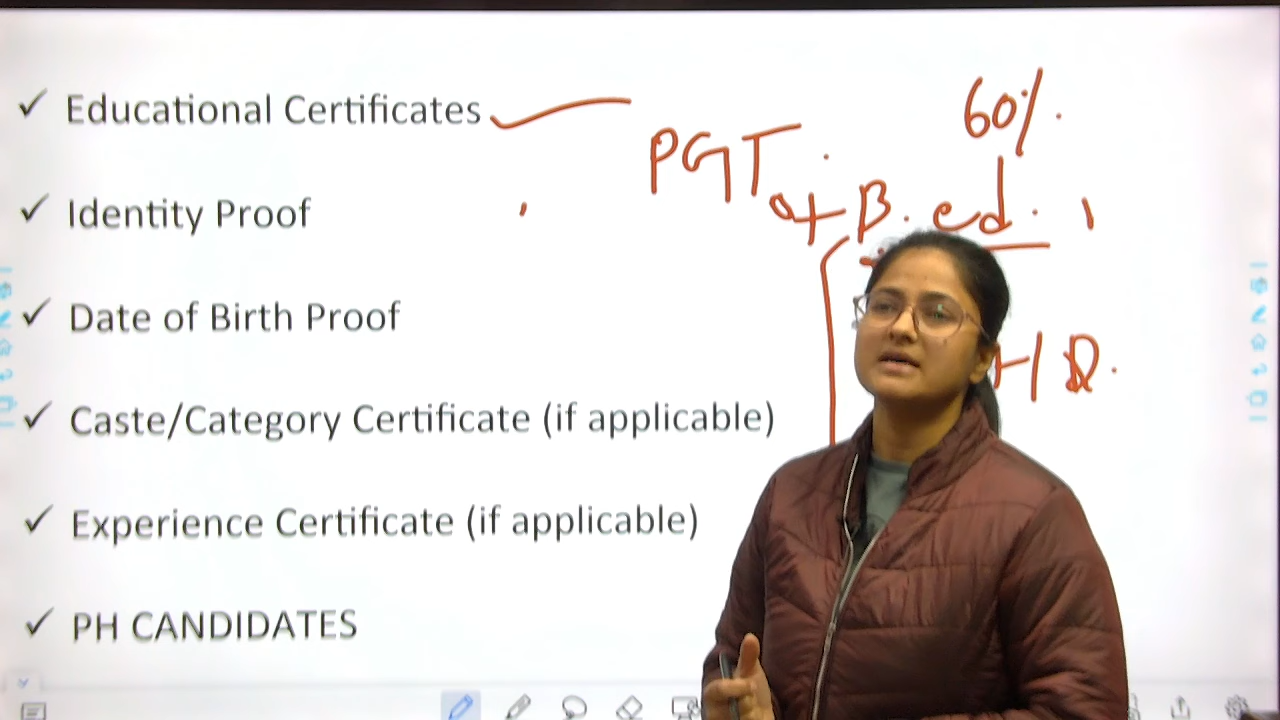 ✓ Educational Certificates
60%.
PGT.
✓ Identity Proof
+ B.ed.
✓ Date of Birth Proof
✓ Caste/Category Certificate (if applicable)
✓ Experience Certificate (if applicable)
✓ PH CANDIDATES